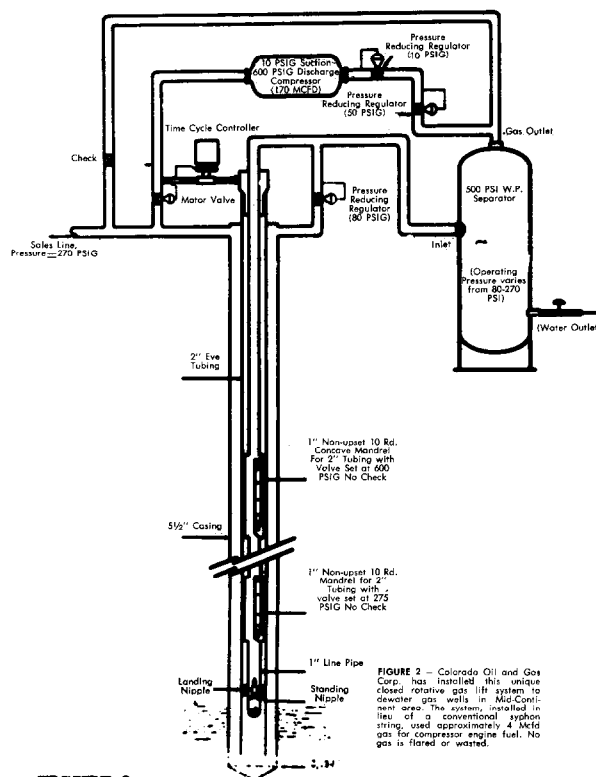 Pressure
Reducing Regulator
(10 PSIG)
10 PSIG Suction-
600 PSIG Discharge
Compressor
(170 MCFD)
Pressure
Reducing Regulator
(50 PSIG)
Time Cycle Controller
Gas Outlet
Check
500 PSI W.P.
Separator
Motor Valve
Pressure
Reducing
Regulator
(80 PSIG)
Sales Line,
Pressure=270 PSIG
Inlet
(Operating
Pressure varies
from 80-270
PSI)
(Water Outlet
2" Eve
Tubing
1" Non-upset 10 Rd.
Concave Mandrel
For 2" Tubing with
Valve Set at 600
PSIG No Check
5½" Casing
1" Non-upset 10 Rd.
Mandrel for 2"
Tubing with
valve set at 275
PSIG No Check
1" Line Pipe
Landing
Nipple
Standing
Nipple
FIGURE 2 — Colorado Oil and Gas
Corp. has installed this unique
closed rotative gas lift system to
dewater gas wells in Mid-Conti-
nent area. The system, installed in
lieu of a conventional syphon
string, used approximately 4 Mcfd
gas for compressor engine fuel. No
gas is flared or wasted.